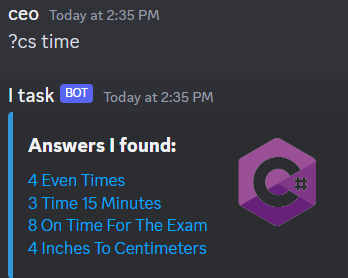 ceo Today at 2:35 PM
?cs time
I task BOT Today at 2:35 PM
Answers I found:
4 Even Times
3 Time 15 Minutes
8 On Time For The Exam
4 Inches To Centimeters
C#